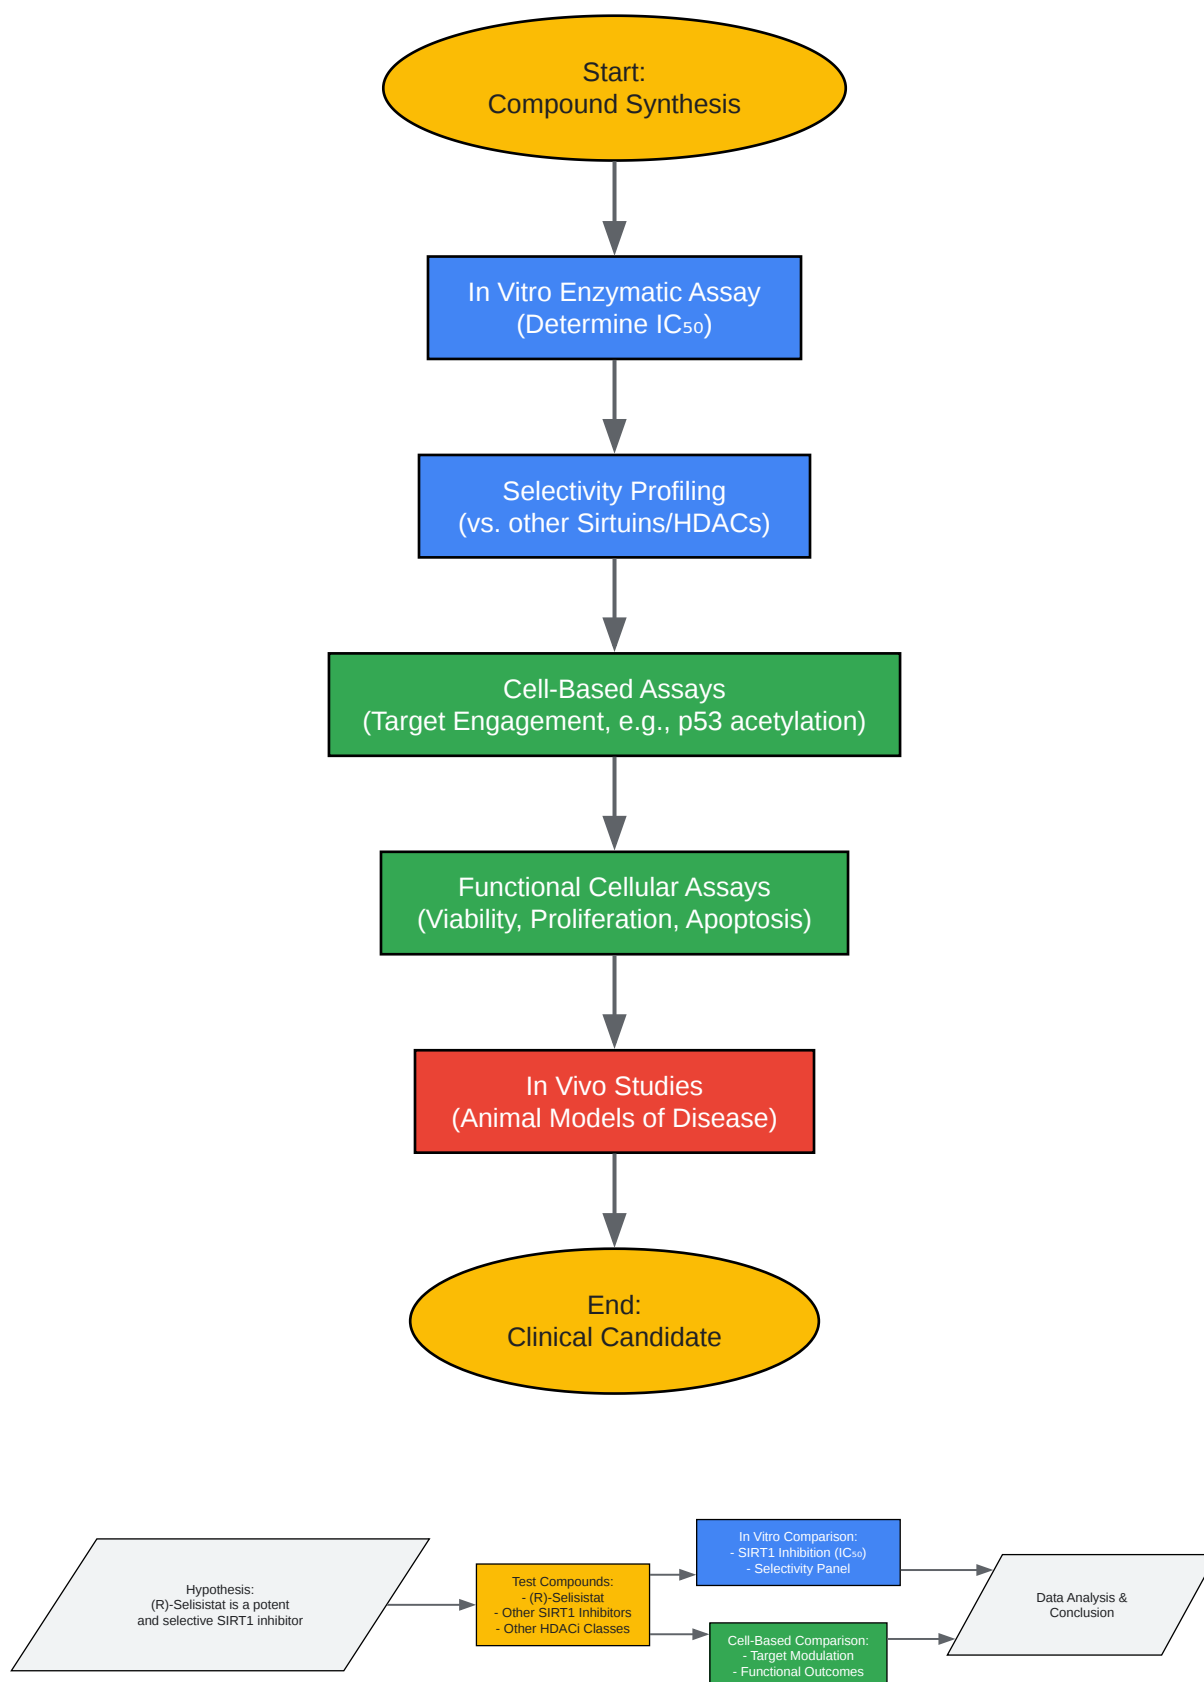 Start:
Compound Synthesis
In Vitro Enzymatic Assay
(Determine IC₅₀)
Selectivity Profiling
(vs. other Sirtuins/HDACs)
Cell-Based Assays
(Target Engagement, e.g., p53 acetylation)
Functional Cellular Assays
(Viability, Proliferation, Apoptosis)
In Vivo Studies
(Animal Models of Disease)
End:
Clinical Candidate
Hypothesis:
(R)-Selisistat is a potent
and selective SIRT1 inhibitor
Test Compounds:
- (R)-Selisistat
- Other SIRT1 Inhibitors
- Other HDACi Classes
In Vitro Comparison:
- SIRT1 Inhibition (IC₅₀)
- Selectivity Panel
Cell-Based Comparison:
- Target Modulation
- Functional Outcomes
Data Analysis &
Conclusion